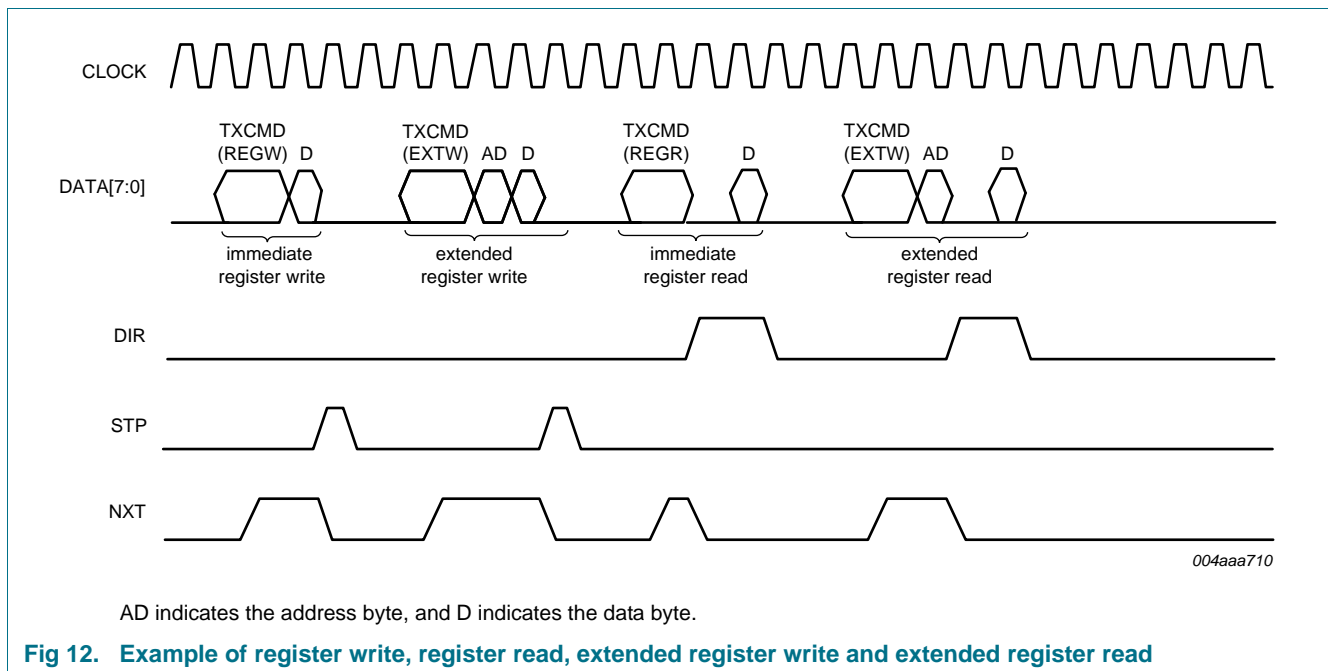 CLOCK
TXCMD TXCMD TXCMD TXCMD
(REGW) D (EXTW) AD D (REGR) D (EXTW) AD D
DATA[7:0]
immediate extended immediate extended
register write register write register read register read
DIR
STP
NXT
004aaa710
AD indicates the address byte, and D indicates the data byte.
Fig 12. Example of register write, register read, extended register write and extended register read